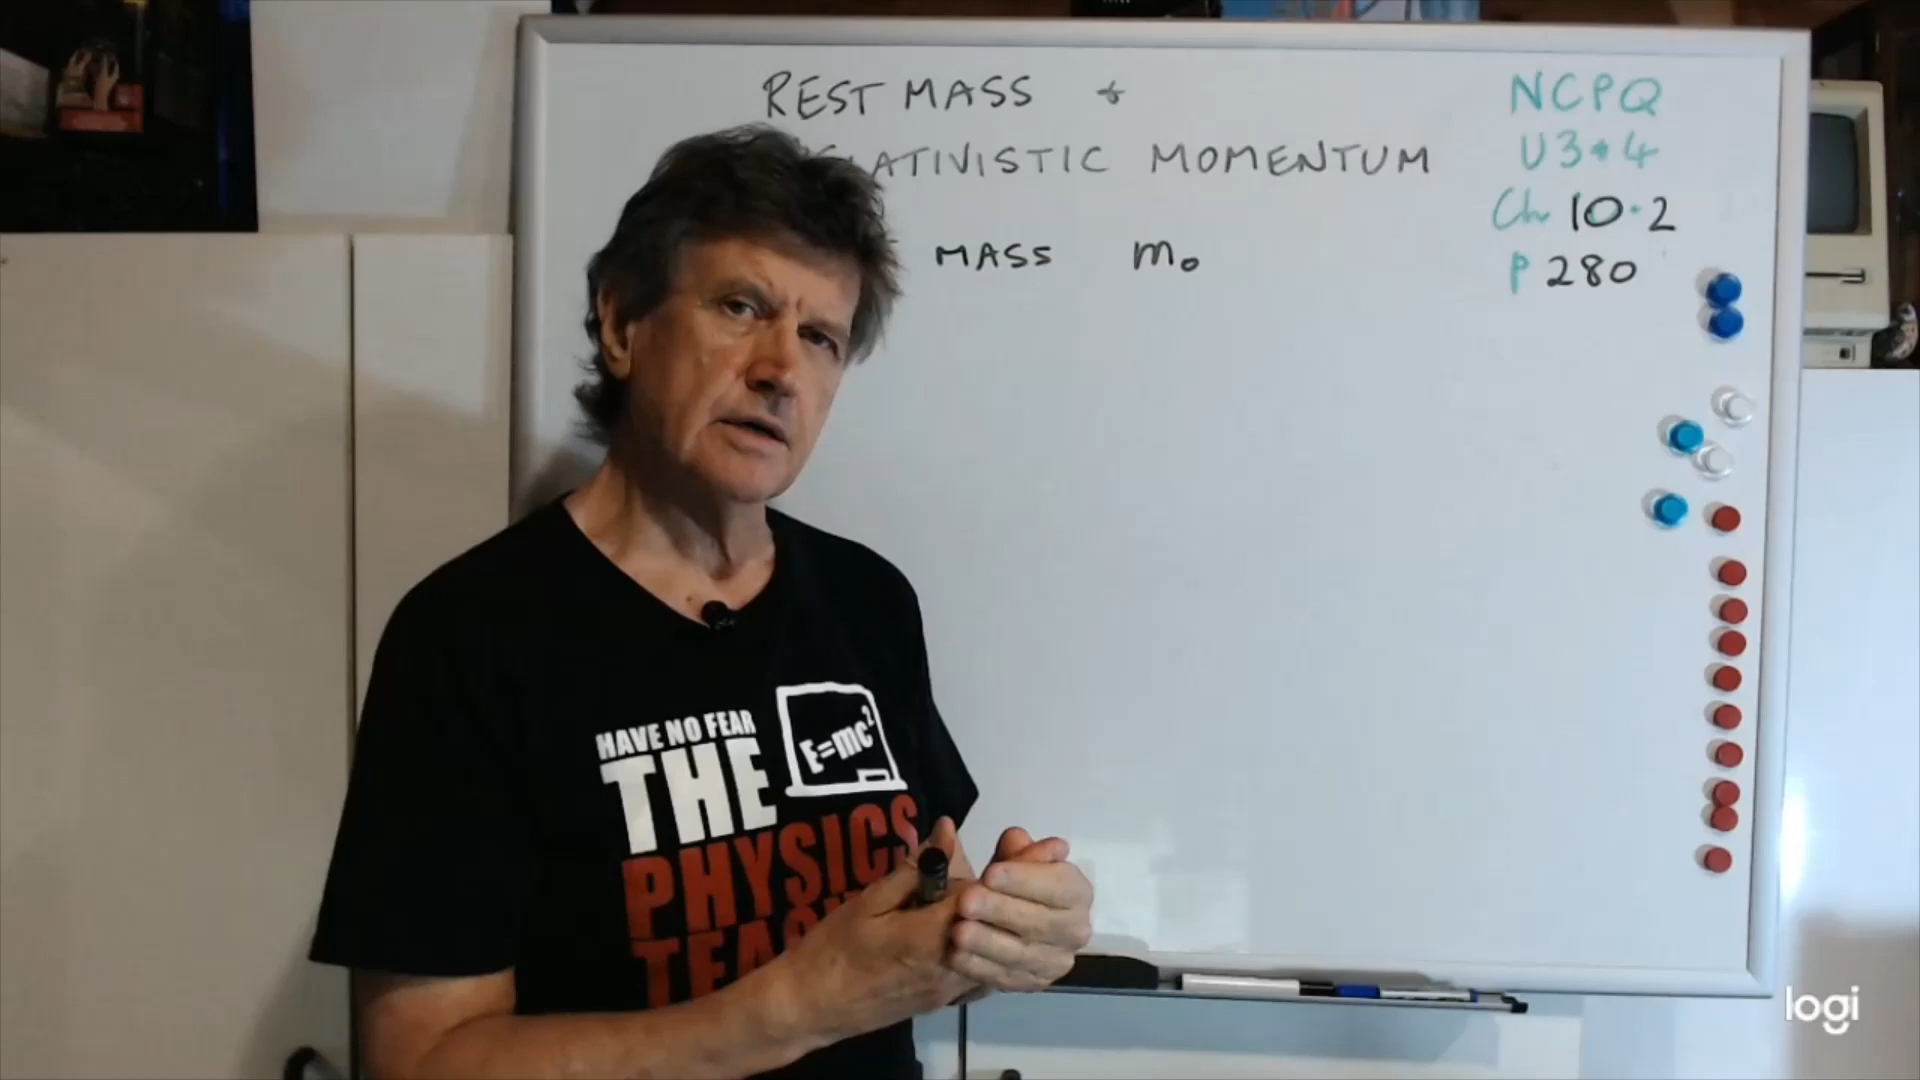 REST MASS +
LATIVISTIC MOMENTUM
MASS m₀
NCPQ
U3+4
Ch 10.2
P 280
HAVE NO FEAR
THE
PHYSICS
E=mc²
logi